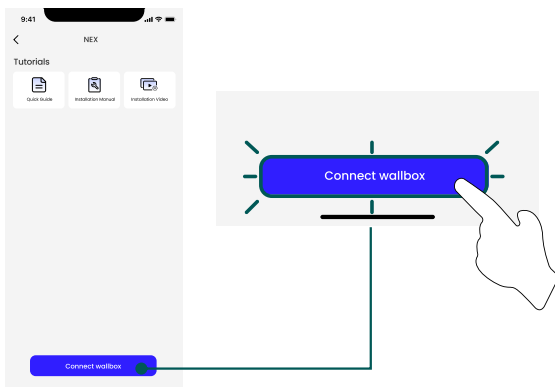 9:41
NEX
Tutorials
Quick Guide
Installation Manual
Installation Video
Connect wallbox
Connect wallbox